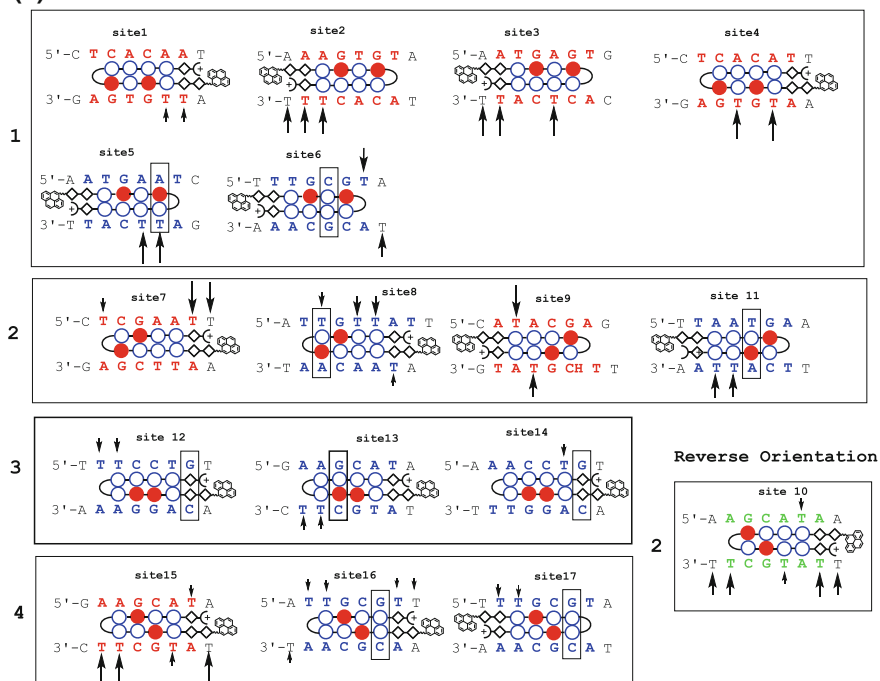 site1 site2 site3 site4
5'-C T C A C A A T 5'-A A A G T G T A 5'-A A T G A G T G 5'-C T C A C A T T
+ + + +
3'-G A G T G T T A 3'-T T T C A C A T 3'-T T A C T C A C 3'-G A G T G T A A
1
site5 site6
5'-A A T G A A T C 5'-T T T G C G T A
+ +
3'-T T A C T T A G 3'-A A A C G C A T
2
site7 site8 site9 site 11
5'-C T C G A A T T 5'-A T T G T T A T T 5'-C A T A C G A G 5'-T T A A T G A A
+ + + +
3'-G A G C T T A A 3'-T A A C A A T A 3'-G T A T G CH T T 3'-A A T T A C T T
3
site 12 site13 site14
5'-T T T C C T G T 5'-G A A G C A T A 5'-A A A C C T G T
+ + +
3'-A A A G G A C A 3'-C T T C G T A T 3'-T T T G G A C A
Reverse Orientation
2
site 10
5'-A A G C A T A A
+
3'-T T C G T A T T
4
site15 site16 site17
5'-G A A G C A T A 5'-A T T G C G T T 5'-T T T G C G T A
+ + +
3'-C T T C G T A T 3'-T A A C G C A A 3'-A A A C G C A T